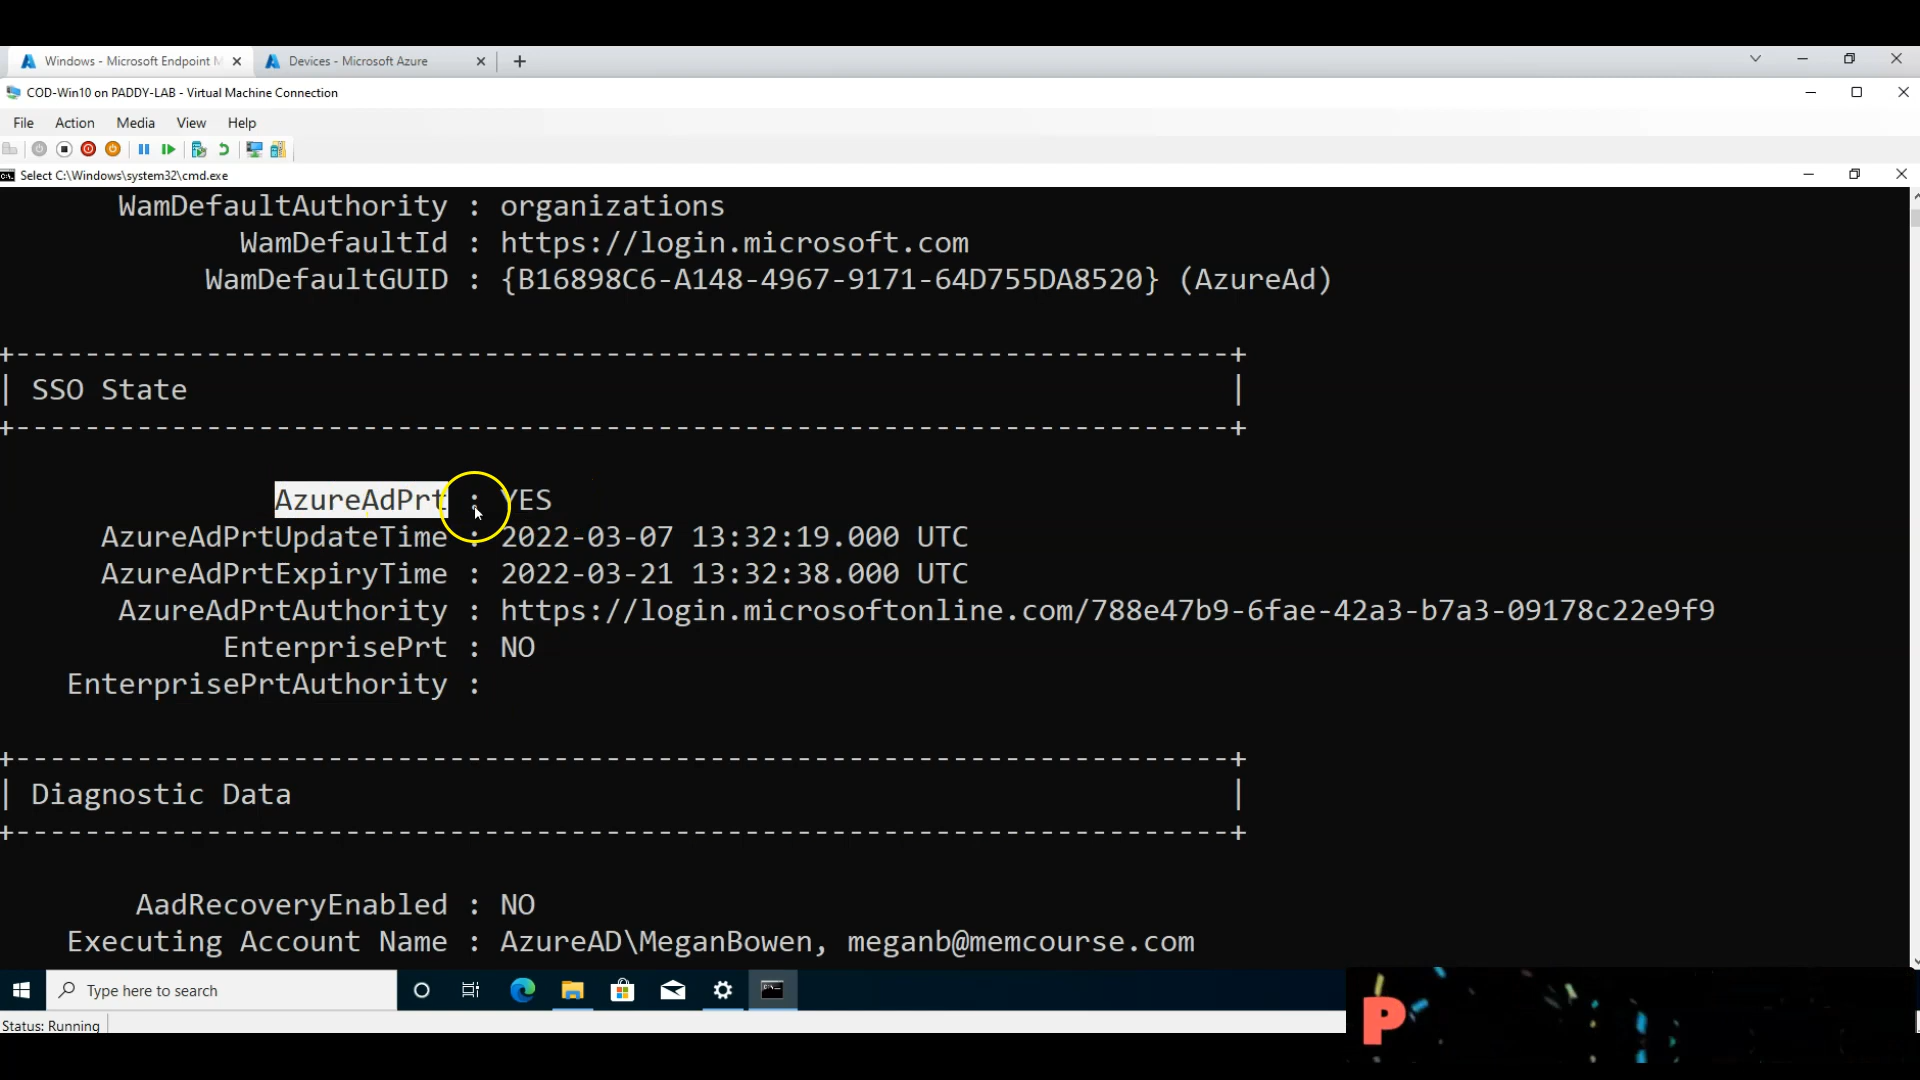 Windows - Microsoft Endpoint M
Devices - Microsoft Azure
COD-Win10 on PADDY-LAB - Virtual Machine Connection
File Action Media View Help
Select C:\Windows\system32\cmd.exe
WamDefaultAuthority : organizations
WamDefaultId : https://login.microsoft.com
WamDefaultGUID : {B16898C6-A148-4967-9171-64D755DA8520} (AzureAd)
+----------------------------------------------------------------------+
| SSO State |
+----------------------------------------------------------------------+
AzureAdPrt : YES
AzureAdPrtUpdateTime : 2022-03-07 13:32:19.000 UTC
AzureAdPrtExpiryTime : 2022-03-21 13:32:38.000 UTC
AzureAdPrtAuthority : https://login.microsoftonline.com/788e47b9-6fae-42a3-b7a3-09178c22e9f9
EnterprisePrt : NO
EnterprisePrtAuthority :
+----------------------------------------------------------------------+
| Diagnostic Data |
+----------------------------------------------------------------------+
AadRecoveryEnabled : NO
Executing Account Name : AzureAD\MeganBowen, meganb@memcourse.com
Type here to search
Status: Running
P